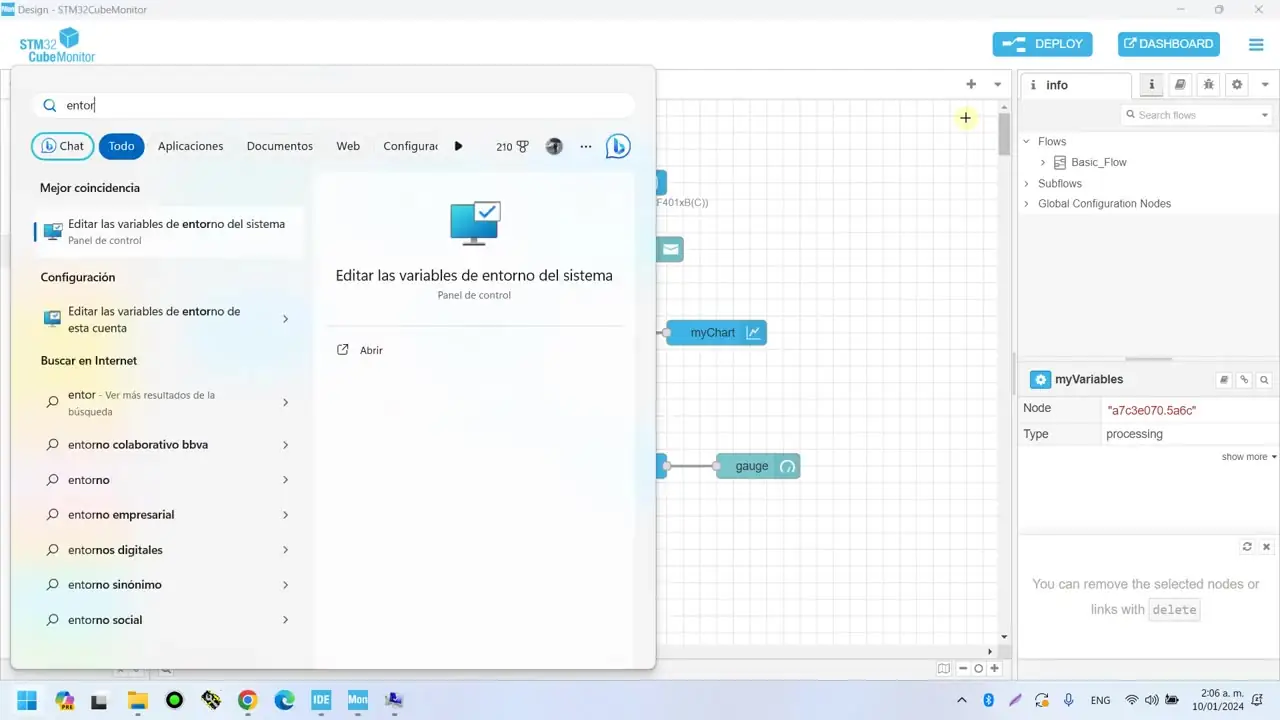 Mon Design - STM32CubeMonitor
STM32
CubeMonitor
DEPLOY
DASHBOARD
entor
Chat
Todo
Aplicaciones
Documentos
Web
Configurac
210
Mejor coincidencia
Editar las variables de entorno del sistema
Panel de control
Configuración
Editar las variables de entorno de
esta cuenta
Buscar en Internet
entor - Ver más resultados de la
búsqueda
entorno colaborativo bbva
entorno
entorno empresarial
entornos digitales
entorno sinónimo
entorno social
Editar las variables de entorno del sistema
Panel de control
Abrir
F401xB(C))
myChart
gauge
i info
i
Search flows
Flows
Basic_Flow
Subflows
Global Configuration Nodes
myVariables
Node "a7c3e070.5a6c"
Type processing
show more
You can remove the selected nodes or
links with delete
PRE
IDE
Mon
ENG
2:06 a. m.
10/01/2024